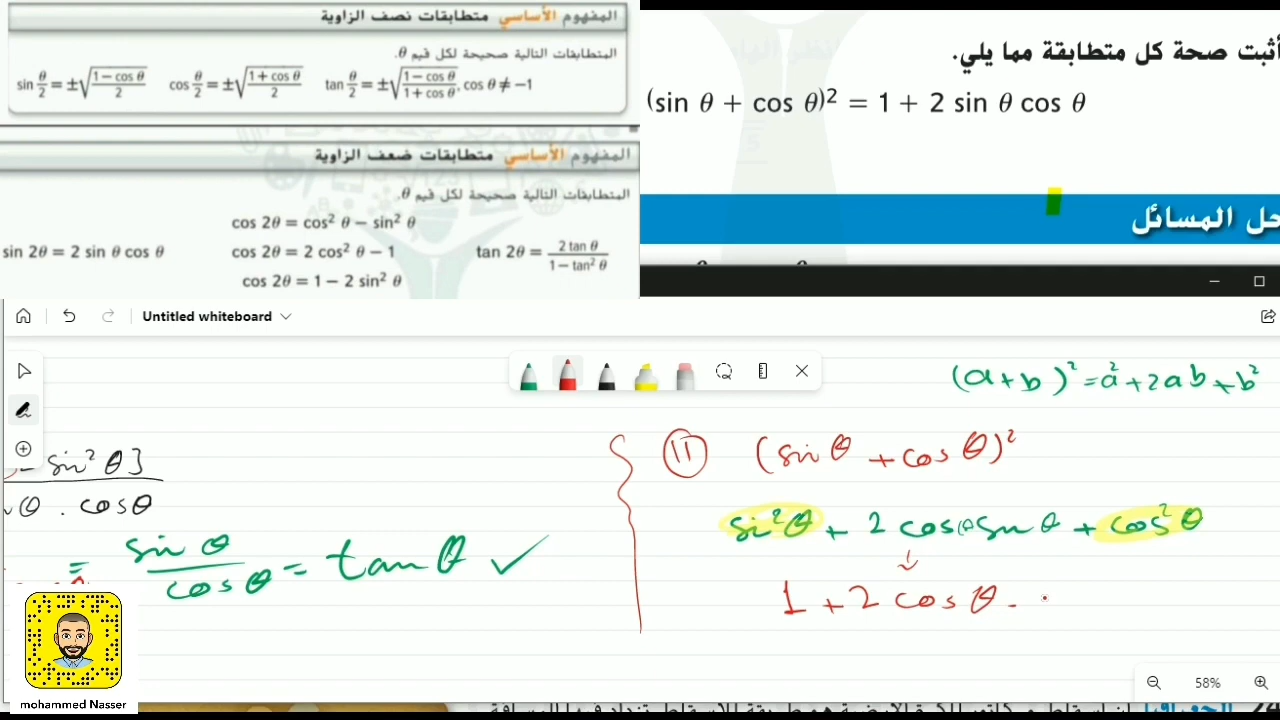 المفهوم الأساسي متطابقات نصف الزاوية
المتطابقات التالية صحيحة لكل قيم θ.
sin θ/2 = ±√((1 − cos θ)/2) cos θ/2 = ±√((1 + cos θ)/2) tan θ/2 = ±√((1 − cos θ)/(1 + cos θ)), cos θ ≠ −1
المفهوم الأساسي متطابقات ضعف الزاوية
المتطابقات التالية صحيحة لكل قيم θ.
cos 2θ = cos² θ − sin² θ
sin 2θ = 2 sin θ cos θ cos 2θ = 2 cos² θ − 1 tan 2θ = 2 tan θ/(1 − tan² θ)
cos 2θ = 1 − 2 sin² θ
أثبت صحة كل متطابقة مما يلي.
(sin θ + cos θ)² = 1 + 2 sin θ cos θ
حل المسائل
Untitled whiteboard
(a+b)² = a² + 2ab + b²
− sin² θ]
θ . cos θ
= sin θ/cos θ = tan θ ✓
11 (sin θ + cos θ)²
sin² θ + 2 cos θ sin θ + cos² θ
↓
1 + 2 cos θ .
mohammed Nasser
58%